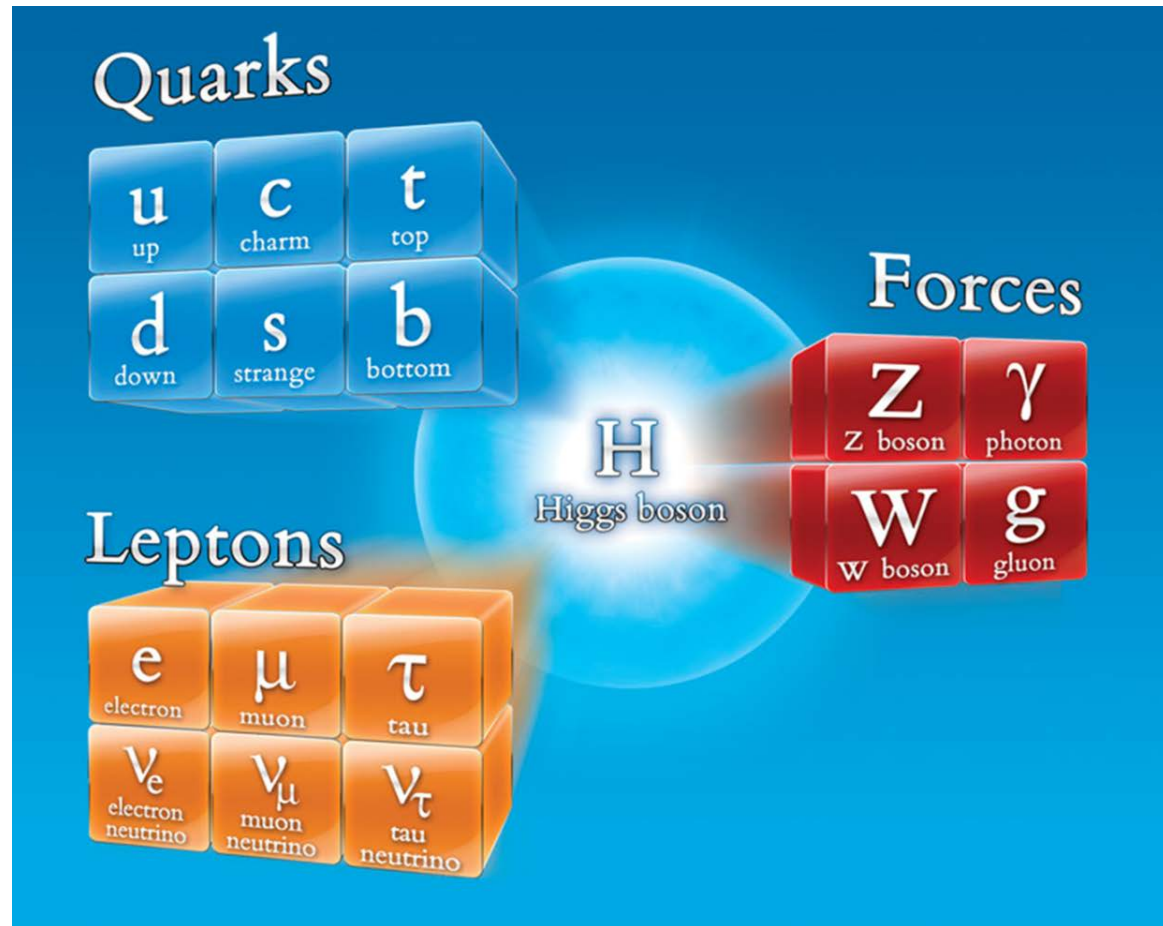 Quarks
u
up
c
charm
t
top
d
down
s
strange
b
bottom
Forces
Z
Z boson
γ
photon
W
W boson
g
gluon
H
Higgs boson
Leptons
e
electron
μ
muon
τ
tau
νe
electron
neutrino
νμ
muon
neutrino
ντ
tau
neutrino